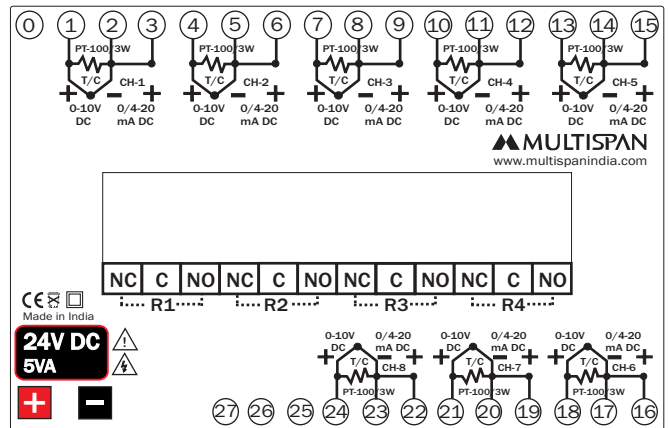 0 1 2 3 4 5 6 7 8 9 10 11 12 13 14 15
PT-100/3W PT-100/3W PT-100/3W PT-100/3W PT-100/3W
T/C CH-1 T/C CH-2 T/C CH-3 T/C CH-4 T/C CH-5
+ − + + − + + − + + − + + − +
0-10V 0/4-20 0-10V 0/4-20 0-10V 0/4-20 0-10V 0/4-20 0-10V 0/4-20
DC mA DC DC mA DC DC mA DC DC mA DC DC mA DC
MULTISPAN
www.multispanindia.com
NC C NO NC C NO NC C NO NC C NO
R1 R2 R3 R4
CE
Made in India
24V DC
5VA
+ −
0-10V 0/4-20 0-10V 0/4-20 0-10V 0/4-20
DC mA DC DC mA DC DC mA DC
+ − + + − + + − +
T/C CH-8 T/C CH-7 T/C CH-6
PT-100/3W PT-100/3W PT-100/3W
27 26 25 24 23 22 21 20 19 18 17 16